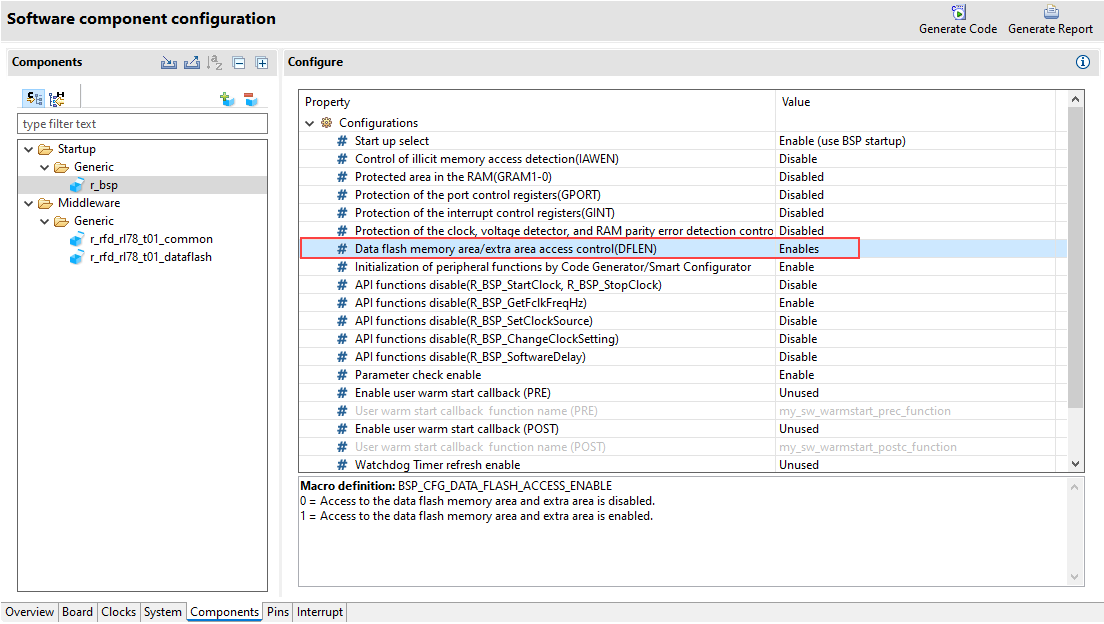 Software component configuration
Generate Code
Generate Report
Components
type filter text
Startup
Generic
r_bsp
Middleware
Generic
r_rfd_rl78_t01_common
r_rfd_rl78_t01_dataflash
Configure
Property Value
Configurations
# Start up select Enable (use BSP startup)
# Control of illicit memory access detection(IAWEN) Disable
# Protected area in the RAM(GRAM1-0) Disabled
# Protection of the port control registers(GPORT) Disabled
# Protection of the interrupt control registers(GINT) Disabled
# Protection of the clock, voltage detector, and RAM parity error detection contro Disabled
# Data flash memory area/extra area access control(DFLEN) Enables
# Initialization of peripheral functions by Code Generator/Smart Configurator Enable
# API functions disable(R_BSP_StartClock, R_BSP_StopClock) Disable
# API functions disable(R_BSP_GetFclkFreqHz) Enable
# API functions disable(R_BSP_SetClockSource) Disable
# API functions disable(R_BSP_ChangeClockSetting) Disable
# API functions disable(R_BSP_SoftwareDelay) Disable
# Parameter check enable Enable
# Enable user warm start callback (PRE) Unused
# User warm start callback  function name (PRE) my_sw_warmstart_prec_function
# Enable user warm start callback (POST) Unused
# User warm start callback  function name (POST) my_sw_warmstart_postc_function
# Watchdog Timer refresh enable Unused
Macro definition: BSP_CFG_DATA_FLASH_ACCESS_ENABLE
0 = Access to the data flash memory area and extra area is disabled.
1 = Access to the data flash memory area and extra area is enabled.
Overview Board Clocks System Components Pins Interrupt